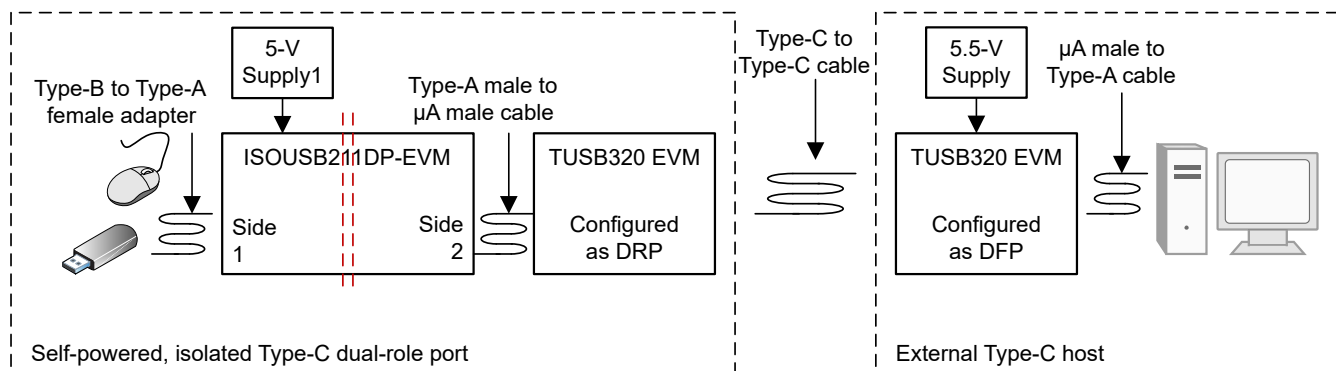 5-V
Supply1
Type-B to Type-A
female adapter
Type-A male to
µA male cable
ISOUSB211DP-EVM
Side
1
Side
2
TUSB320 EVM
Configured
as DRP
Self-powered, isolated Type-C dual-role port
Type-C to
Type-C cable
5.5-V
Supply
µA male to
Type-A cable
TUSB320 EVM
Configured
as DFP
External Type-C host